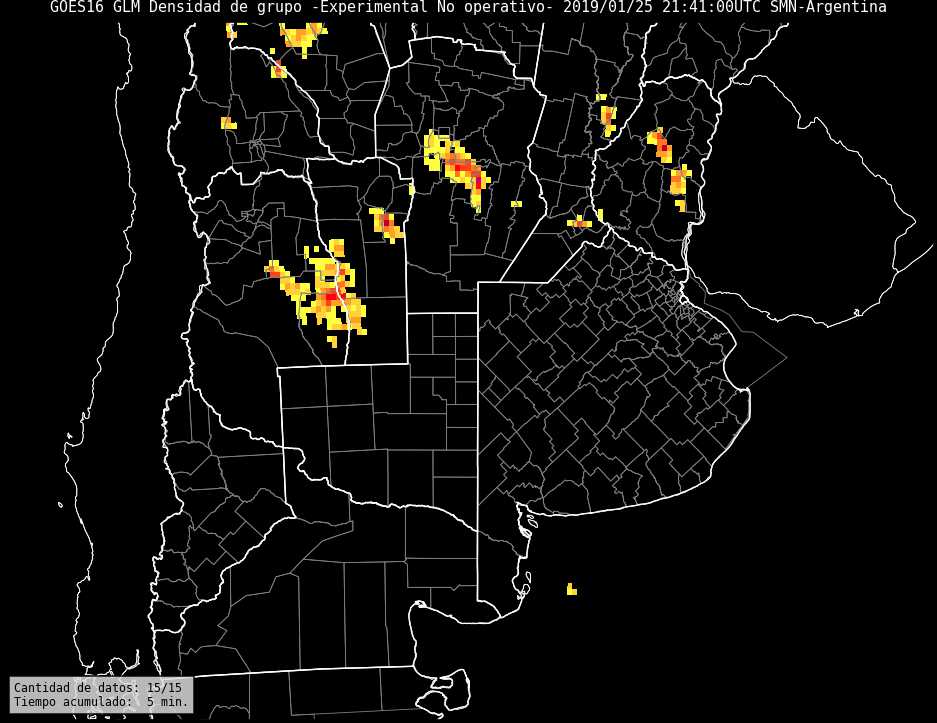 GOES16 GLM Densidad de grupo -Experimental No operativo- 2019/01/25 21:41:00UTC SMN-Argentina
Cantidad de datos: 15/15
Tiempo acumulado:  5 min.